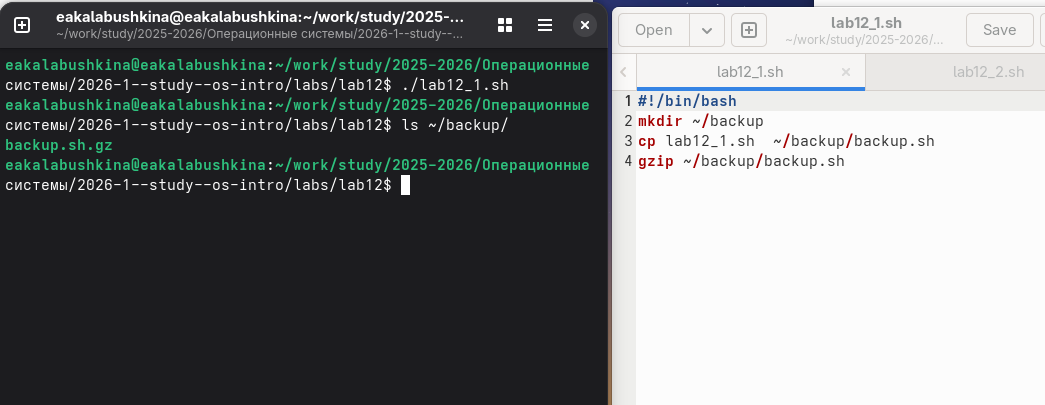 eakalabushkina@eakalabushkina:~/work/study/2025-...
~/work/study/2025-2026/Операционные системы/2026-1--study--...
eakalabushkina@eakalabushkina:~/work/study/2025-2026/Операционные
системы/2026-1--study--os-intro/labs/lab12$ ./lab12_1.sh
eakalabushkina@eakalabushkina:~/work/study/2025-2026/Операционные
системы/2026-1--study--os-intro/labs/lab12$ ls ~/backup/
backup.sh.gz
eakalabushkina@eakalabushkina:~/work/study/2025-2026/Операционные
системы/2026-1--study--os-intro/labs/lab12$
Open
lab12_1.sh
~/work/study/2025-2026/...
Save
lab12_1.sh
lab12_2.sh
1 #!/bin/bash
2 mkdir ~/backup
3 cp lab12_1.sh  ~/backup/backup.sh
4 gzip ~/backup/backup.sh